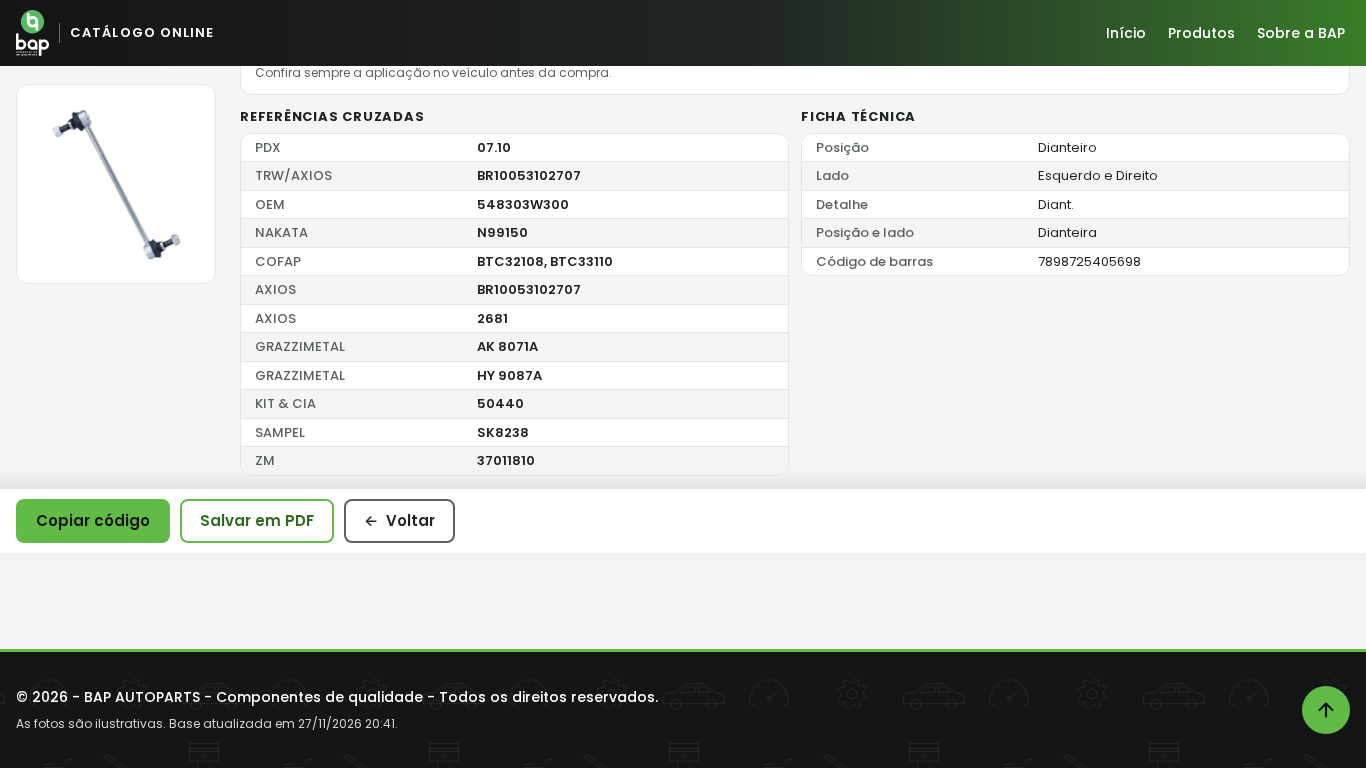 bap
CATÁLOGO ONLINE
Início
Produtos
Sobre a BAP
Confira sempre a aplicação no veículo antes da compra.
REFERÊNCIAS CRUZADAS
PDX 07.10
TRW/AXIOS BR10053102707
OEM 548303W300
NAKATA N99150
COFAP BTC32108, BTC33110
AXIOS BR10053102707
AXIOS 2681
GRAZZIMETAL AK 8071A
GRAZZIMETAL HY 9087A
KIT & CIA 50440
SAMPEL SK8238
ZM 37011810
FICHA TÉCNICA
Posição Dianteiro
Lado Esquerdo e Direito
Detalhe Diant.
Posição e lado Dianteira
Código de barras 7898725405698
Copiar código
Salvar em PDF
← Voltar
© 2026 - BAP AUTOPARTS - Componentes de qualidade - Todos os direitos reservados.
As fotos são ilustrativas. Base atualizada em 27/11/2026 20:41.